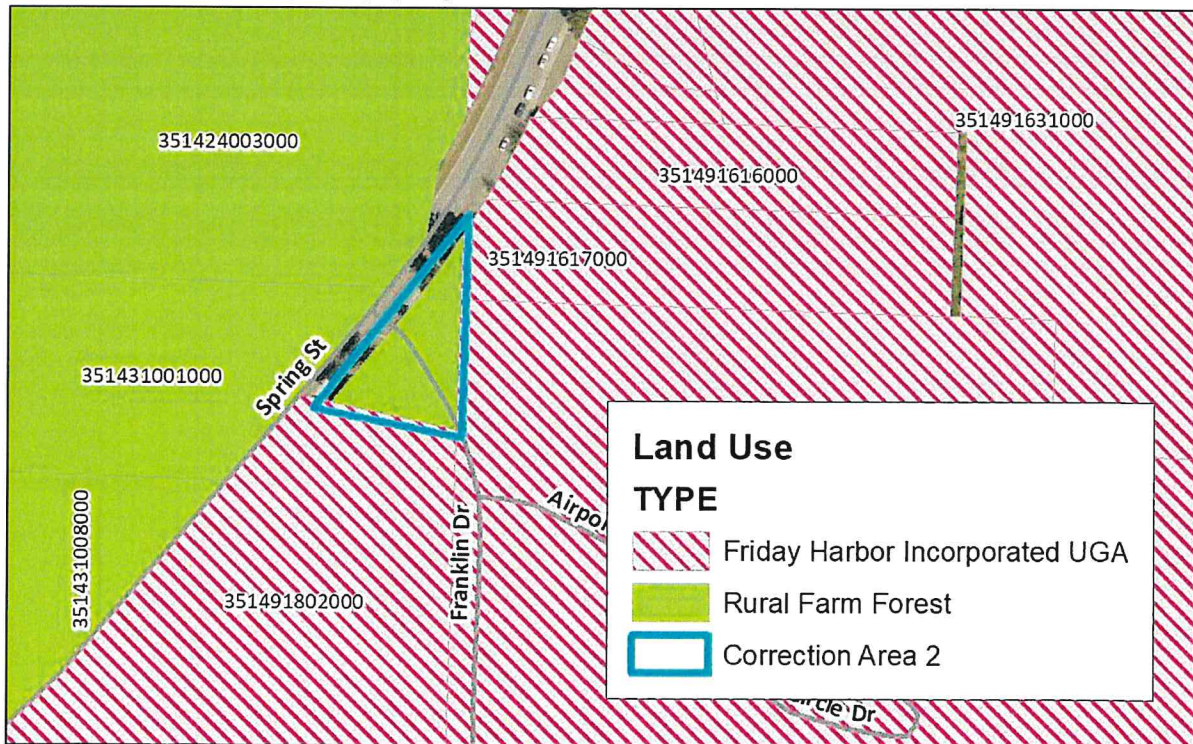 351424003000
351491631000
351491616000
351491617000
351431001000
Spring St
351431008000
351491802000
Franklin Dr
Land Use
TYPE
Friday Harbor Incorporated UGA
Rural Farm Forest
Correction Area 2